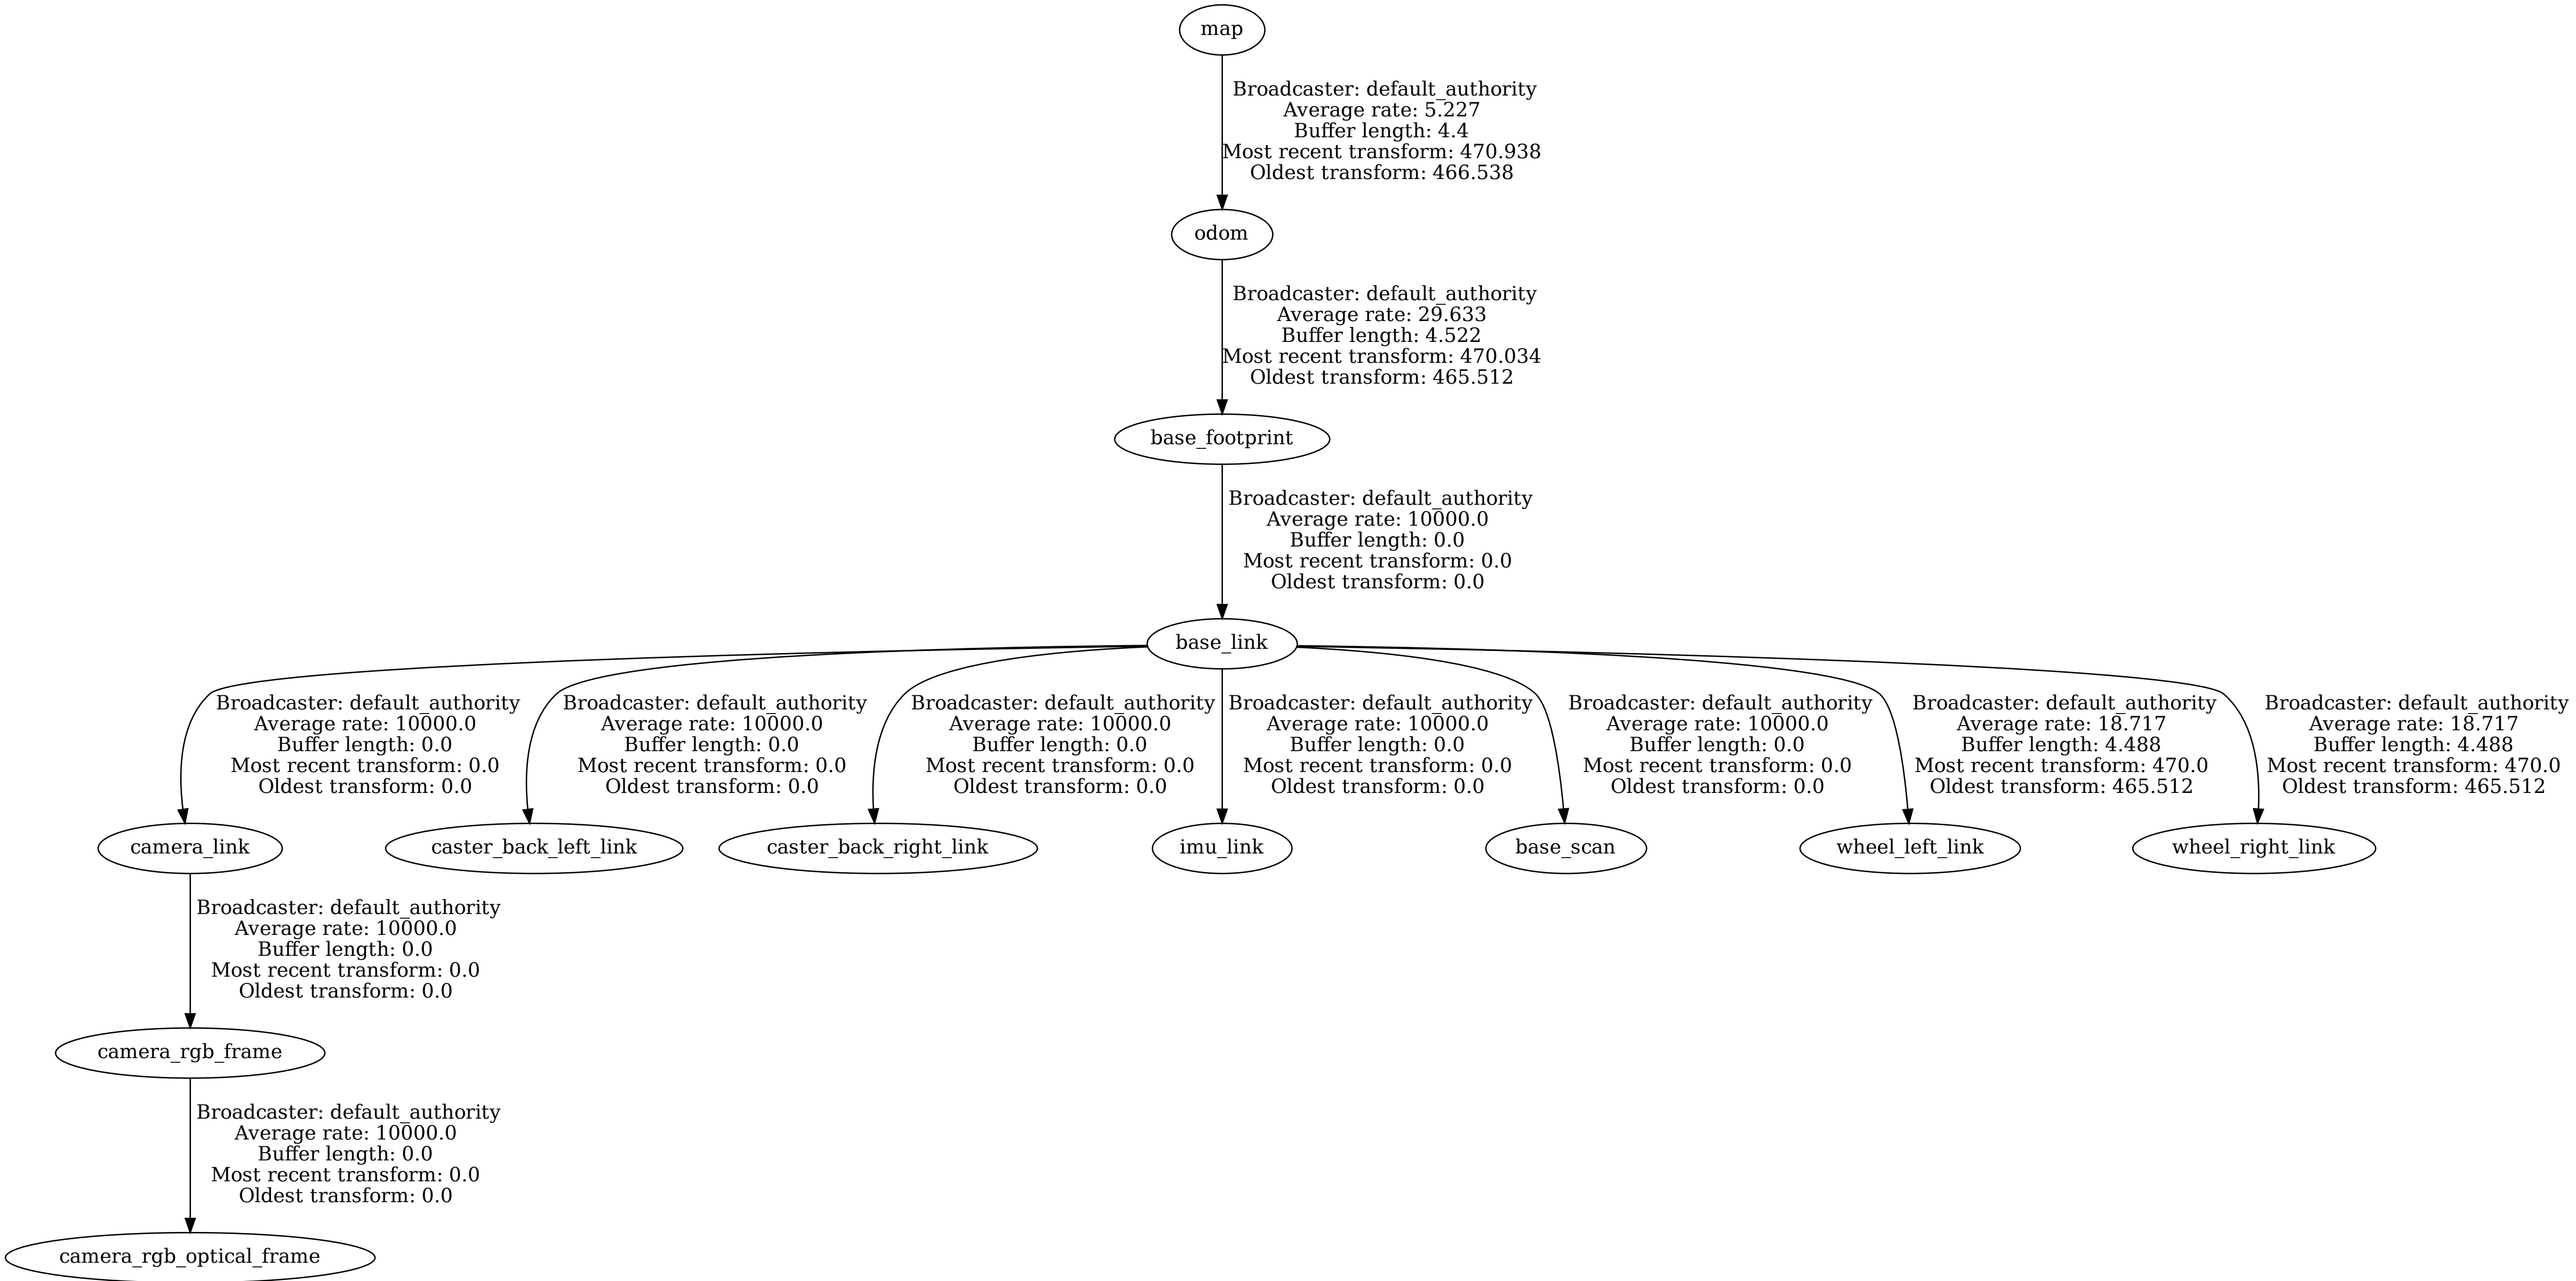 map
Broadcaster: default_authority
Average rate: 5.227
Buffer length: 4.4
Most recent transform: 470.938
Oldest transform: 466.538
odom
Broadcaster: default_authority
Average rate: 29.633
Buffer length: 4.522
Most recent transform: 470.034
Oldest transform: 465.512
base_footprint
Broadcaster: default_authority
Average rate: 10000.0
Buffer length: 0.0
Most recent transform: 0.0
Oldest transform: 0.0
base_link
Broadcaster: default_authority
Average rate: 10000.0
Buffer length: 0.0
Most recent transform: 0.0
Oldest transform: 0.0
Broadcaster: default_authority
Average rate: 10000.0
Buffer length: 0.0
Most recent transform: 0.0
Oldest transform: 0.0
Broadcaster: default_authority
Average rate: 10000.0
Buffer length: 0.0
Most recent transform: 0.0
Oldest transform: 0.0
Broadcaster: default_authority
Average rate: 10000.0
Buffer length: 0.0
Most recent transform: 0.0
Oldest transform: 0.0
Broadcaster: default_authority
Average rate: 10000.0
Buffer length: 0.0
Most recent transform: 0.0
Oldest transform: 0.0
Broadcaster: default_authority
Average rate: 18.717
Buffer length: 4.488
Most recent transform: 470.0
Oldest transform: 465.512
Broadcaster: default_authority
Average rate: 18.717
Buffer length: 4.488
Most recent transform: 470.0
Oldest transform: 465.512
camera_link
caster_back_left_link
caster_back_right_link
imu_link
base_scan
wheel_left_link
wheel_right_link
Broadcaster: default_authority
Average rate: 10000.0
Buffer length: 0.0
Most recent transform: 0.0
Oldest transform: 0.0
camera_rgb_frame
Broadcaster: default_authority
Average rate: 10000.0
Buffer length: 0.0
Most recent transform: 0.0
Oldest transform: 0.0
camera_rgb_optical_frame